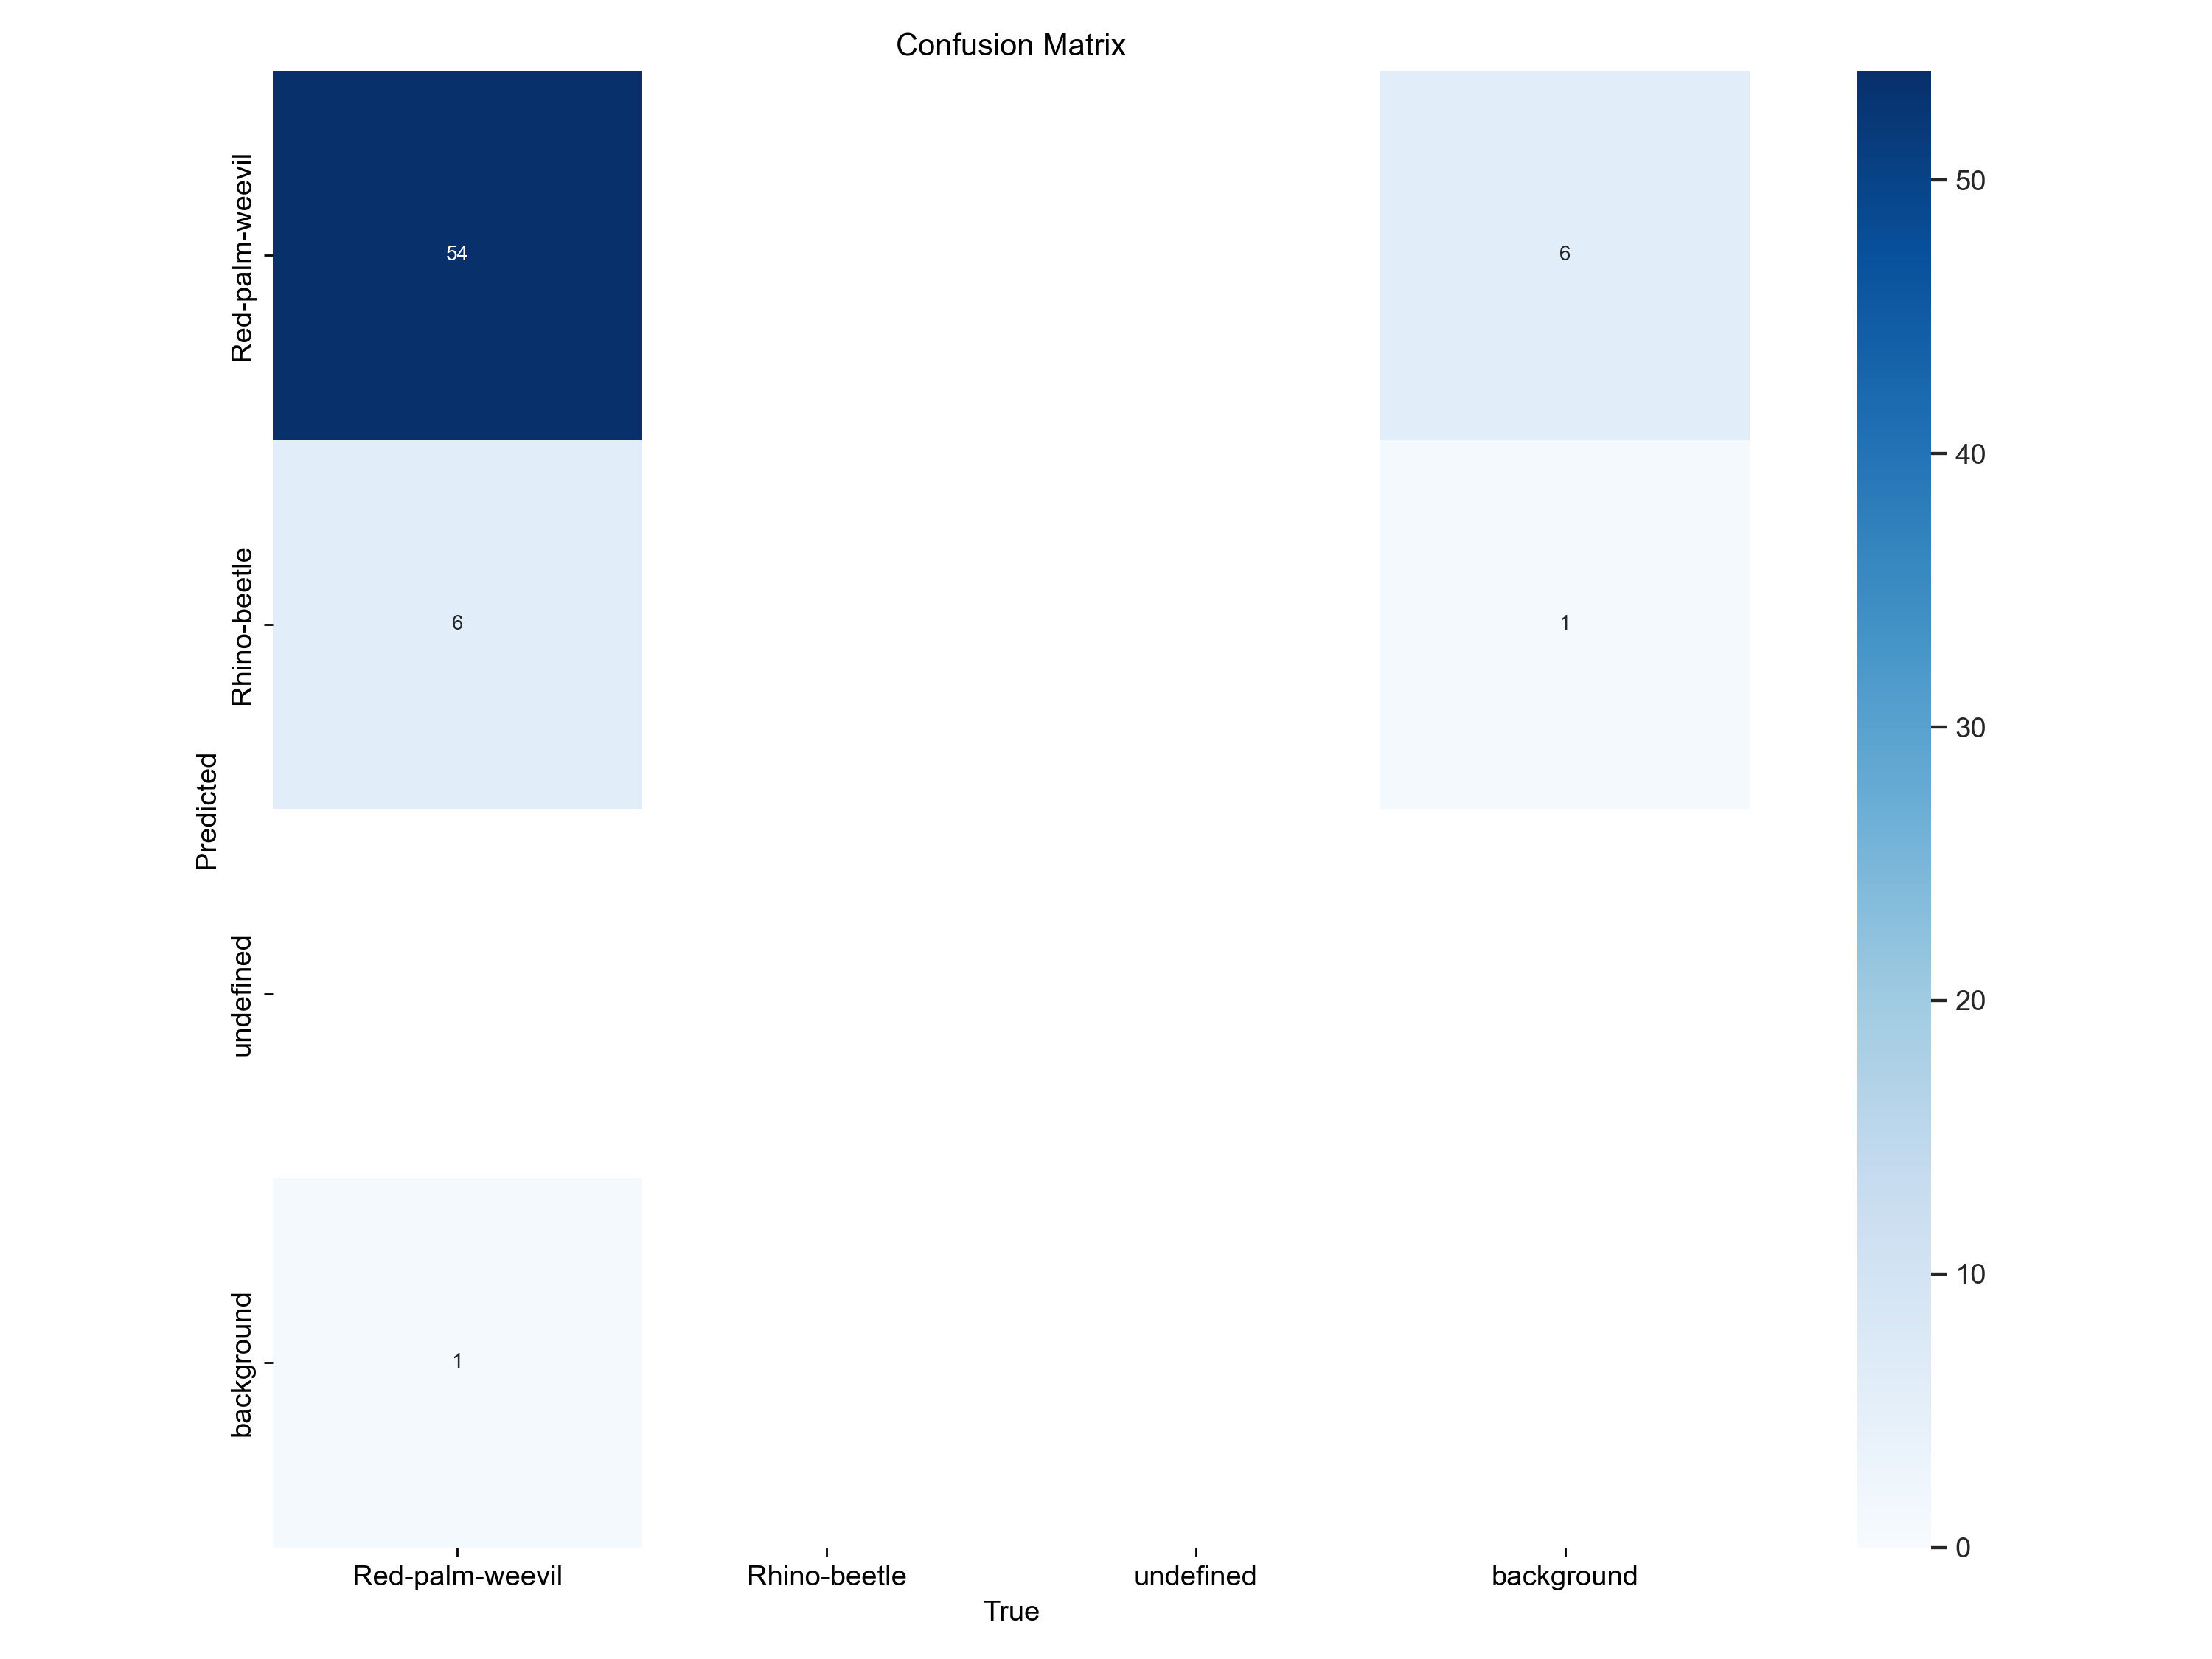 Confusion Matrix
Red-palm-weevil
Rhino-beetle
undefined
background
Predicted
54
6
6
1
1
Red-palm-weevil
Rhino-beetle
undefined
background
True
50
40
30
20
10
0